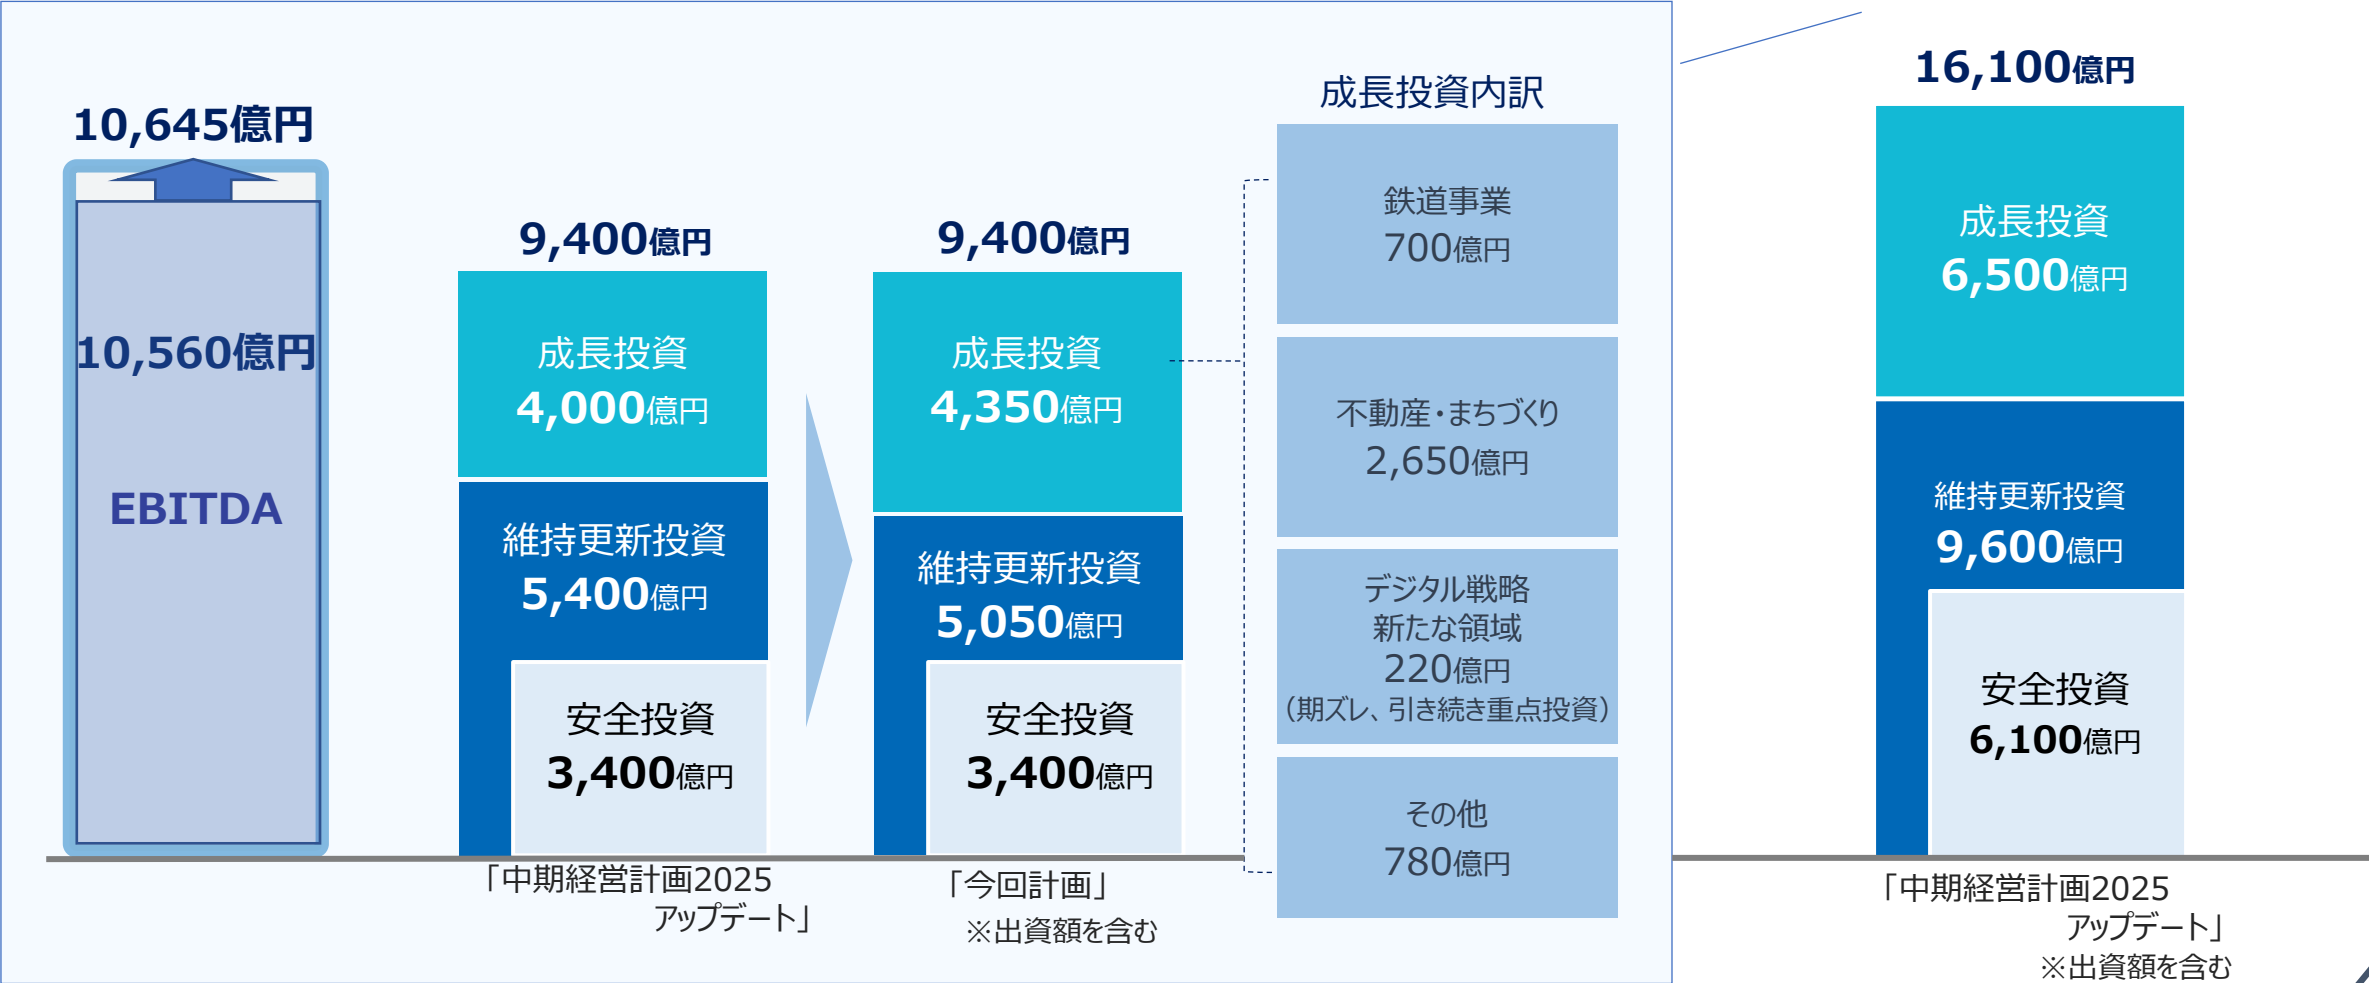 10,645億円
10,560億円
EBITDA
9,400億円
成長投資
4,000億円
維持更新投資
5,400億円
安全投資
3,400億円
「中期経営計画2025
アップデート」
9,400億円
成長投資
4,350億円
維持更新投資
5,050億円
安全投資
3,400億円
「今回計画」
※出資額を含む
成長投資内訳
鉄道事業
700億円
不動産・まちづくり
2,650億円
デジタル戦略
新たな領域
220億円
（期ズレ、引き続き重点投資）
その他
780億円
16,100億円
成長投資
6,500億円
維持更新投資
9,600億円
安全投資
6,100億円
「中期経営計画2025
アップデート」
※出資額を含む